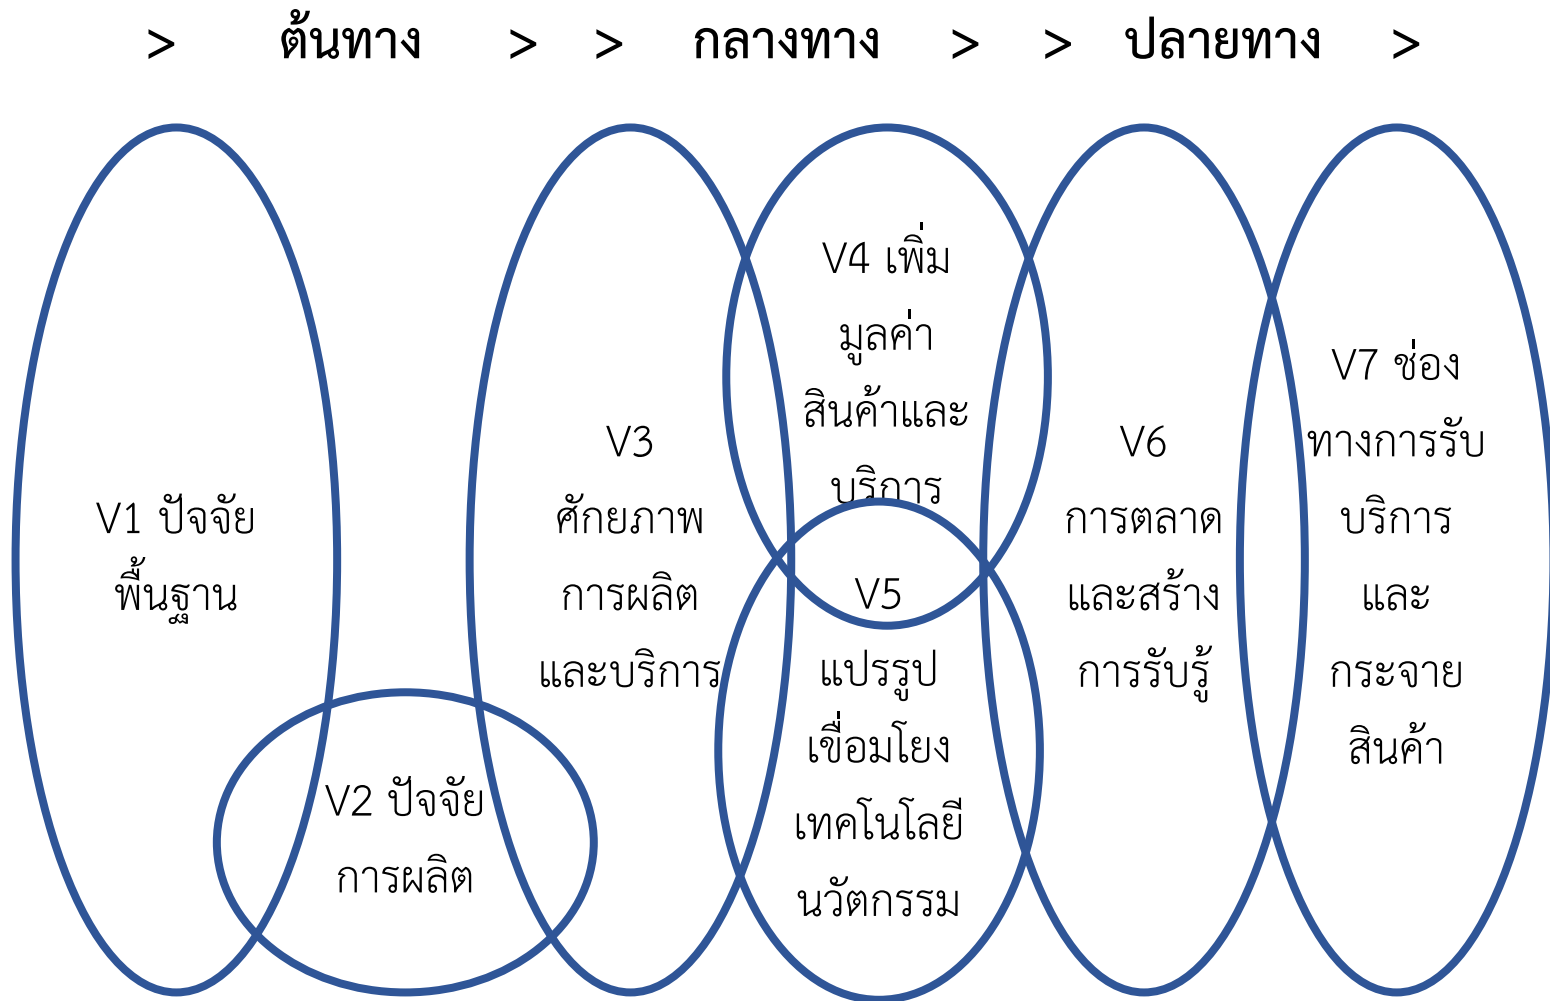 > ต้นทาง > > กลางทาง > > ปลายทาง >
V1 ปัจจัย
พื้นฐาน
V2 ปัจจัย
การผลิต
V3
ศักยภาพ
การผลิต
และบริการ
V4 เพิ่ม
มูลค่า
สินค้าและ
บริการ
V5
แปรรูป
เขื่อมโยง
เทคโนโลยี
นวัตกรรม
V6
การตลาด
และสร้าง
การรับรู้
V7 ช่อง
ทางการรับ
บริการ
และ
กระจาย
สินค้า